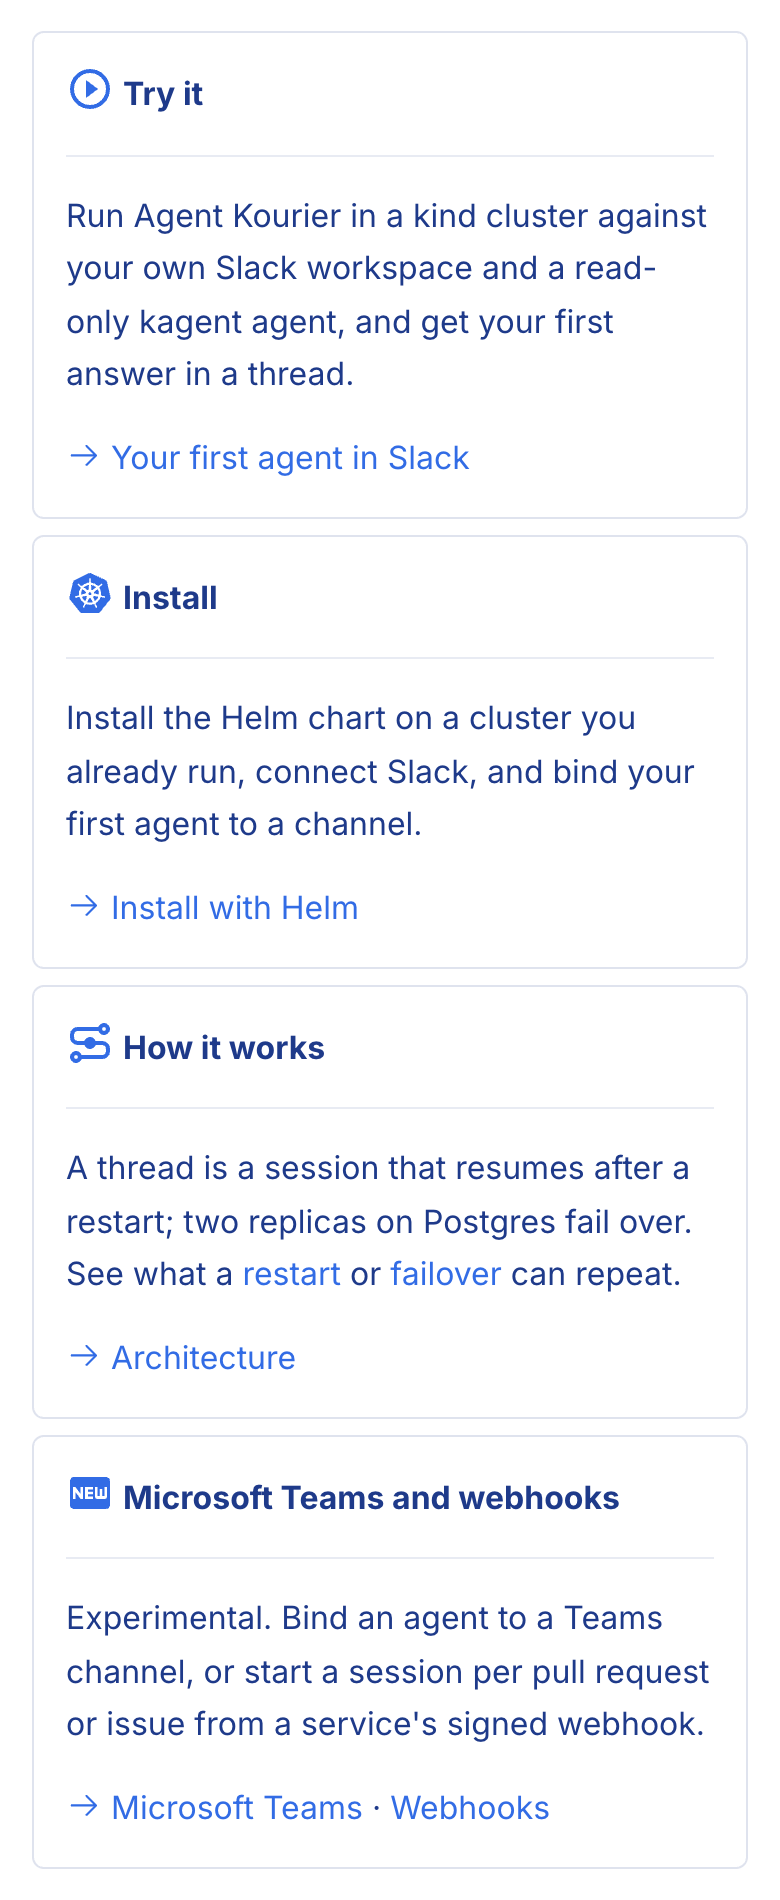 Try it
Run Agent Kourier in a kind cluster against
your own Slack workspace and a read-
only kagent agent, and get your first
answer in a thread.
→ Your first agent in Slack
Install
Install the Helm chart on a cluster you
already run, connect Slack, and bind your
first agent to a channel.
→ Install with Helm
How it works
A thread is a session that resumes after a
restart; two replicas on Postgres fail over.
See what a restart or failover can repeat.
→ Architecture
NEW Microsoft Teams and webhooks
Experimental. Bind an agent to a Teams
channel, or start a session per pull request
or issue from a service's signed webhook.
→ Microsoft Teams · Webhooks